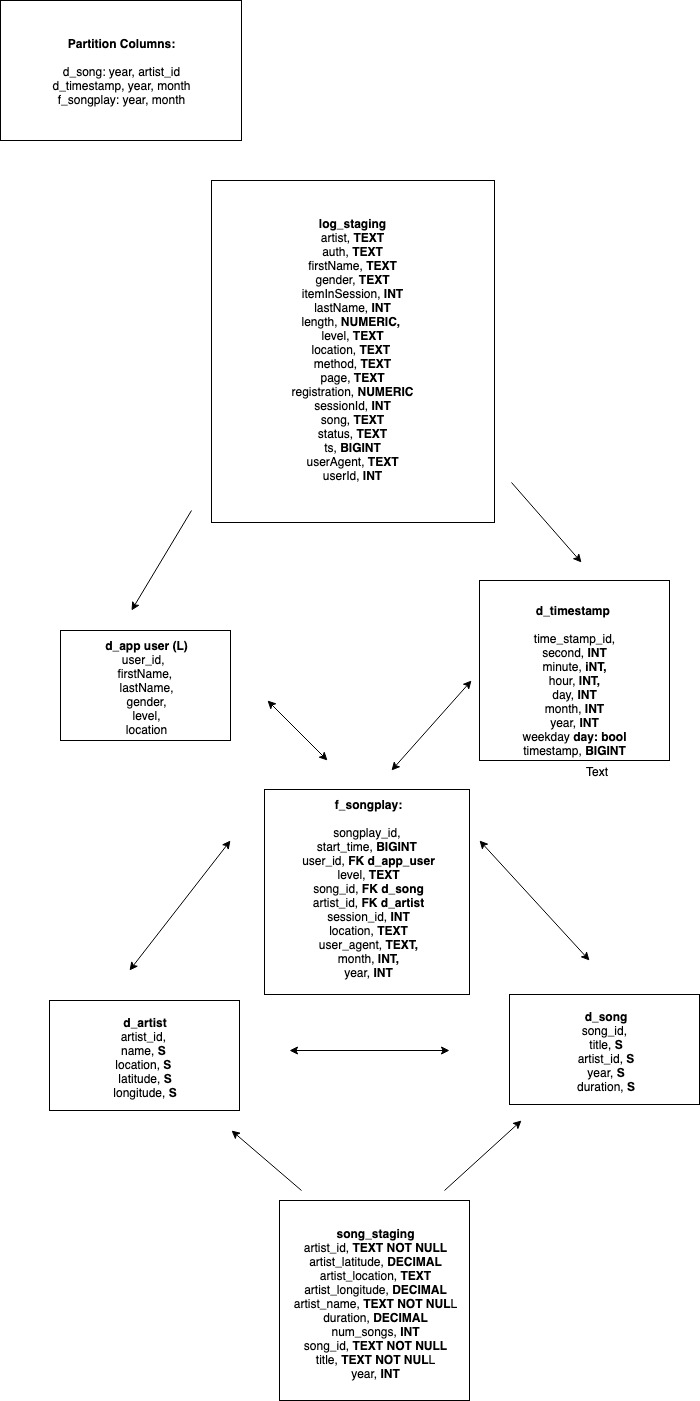 Partition Columns:
d_song: year, artist_id
d_timestamp, year, month
f_songplay: year, month
log_staging
artist, TEXT
auth, TEXT
firstName, TEXT
gender, TEXT
itemInSession, INT
lastName, INT
length, NUMERIC,
level, TEXT
location, TEXT
method, TEXT
page, TEXT
registration, NUMERIC
sessionId, INT
song, TEXT
status, TEXT
ts, BIGINT
userAgent, TEXT
userId, INT
d_timestamp
time_stamp_id,
second, INT
minute, iNT,
hour, INT,
day, INT
month, INT
year, INT
weekday day: bool
timestamp, BIGINT
Text
d_app user (L)
user_id,
firstName,
lastName,
gender,
level,
location
f_songplay:
songplay_id,
start_time, BIGINT
user_id, FK d_app_user
level, TEXT
song_id, FK d_song
artist_id, FK d_artist
session_id, INT
location, TEXT
user_agent, TEXT,
month, INT,
year, INT
d_artist
artist_id,
name, S
location, S
latitude, S
longitude, S
d_song
song_id,
title, S
artist_id, S
year, S
duration, S
song_staging
artist_id, TEXT NOT NULL
artist_latitude, DECIMAL
artist_location, TEXT
artist_longitude, DECIMAL
artist_name, TEXT NOT NULL
duration, DECIMAL
num_songs, INT
song_id, TEXT NOT NULL
title, TEXT NOT NULL
year, INT